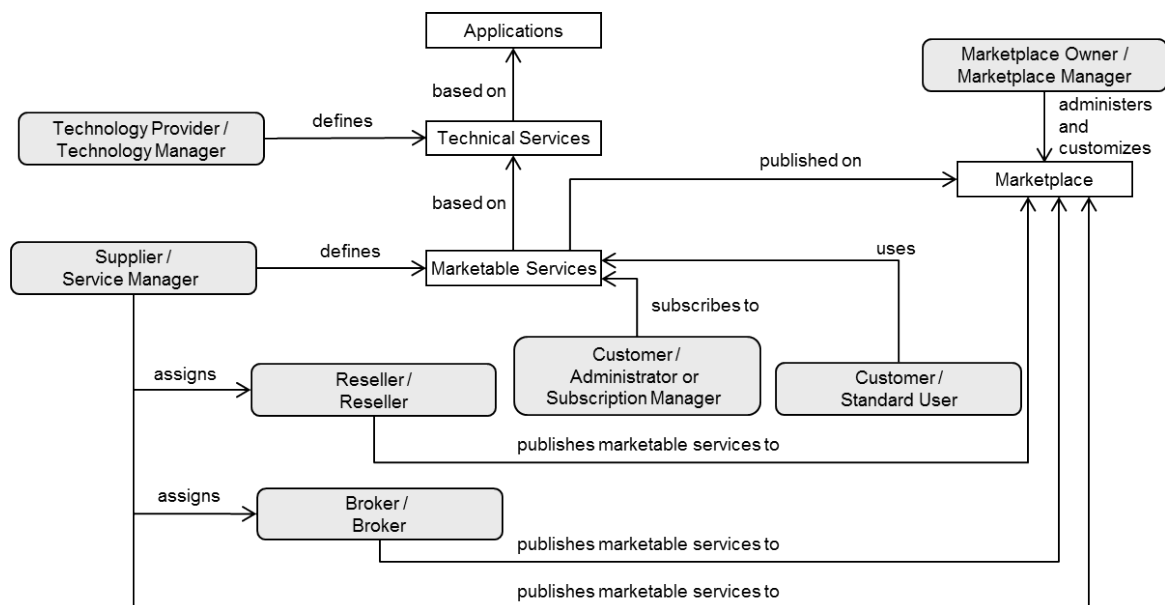 Applications
Marketplace Owner /
Marketplace Manager
based on
administers
and
customizes
Technology Provider /
Technology Manager
defines
Technical Services
published on
Marketplace
based on
Supplier /
Service Manager
defines
Marketable Services
uses
subscribes to
Customer /
Administrator or
Subscription Manager
Customer /
Standard User
assigns
Reseller /
Reseller
publishes marketable services to
assigns
Broker /
Broker
publishes marketable services to
publishes marketable services to